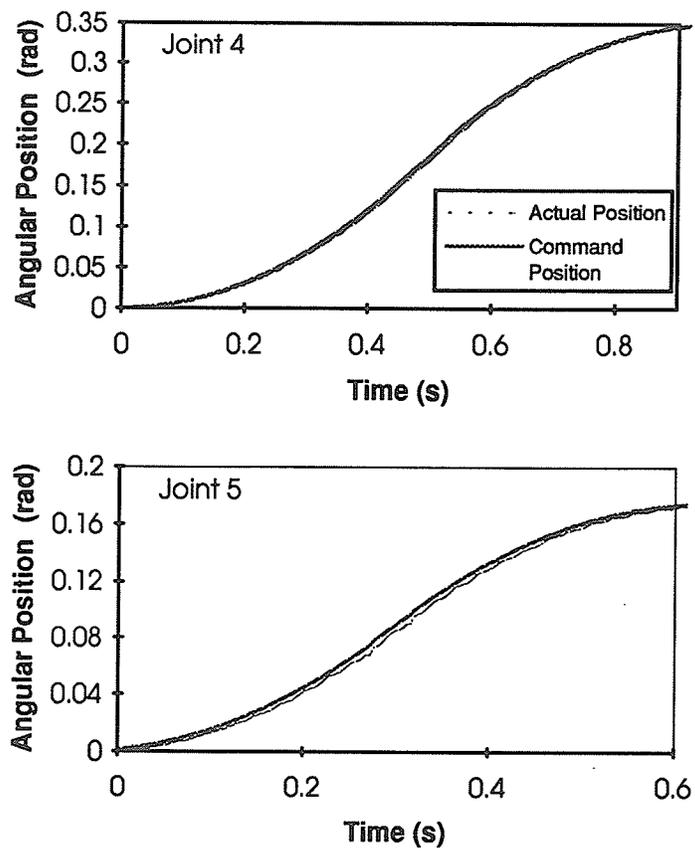 0.35
Joint 4
0.3
0.25
0.2
0.15
0.1
0.05
0
Angular Position (rad)
Actual Position
Command
Position
0 0.2 0.4 0.6 0.8
Time (s)
0.2
Joint 5
0.16
0.12
0.08
0.04
0
Angular Position (rad)
0 0.2 0.4 0.6
Time (s)